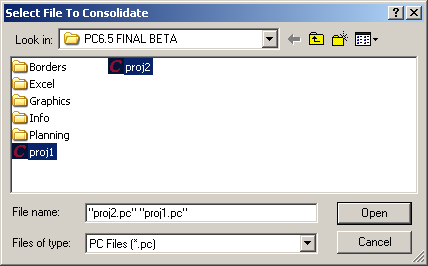 Select File To Consolidate
Look in: PC6.5 FINAL BETA
Borders
Excel
Graphics
Info
Planning
proj1
proj2
File name: "proj2.pc" "proj1.pc"
Open
Files of type: PC Files (*.pc)
Cancel